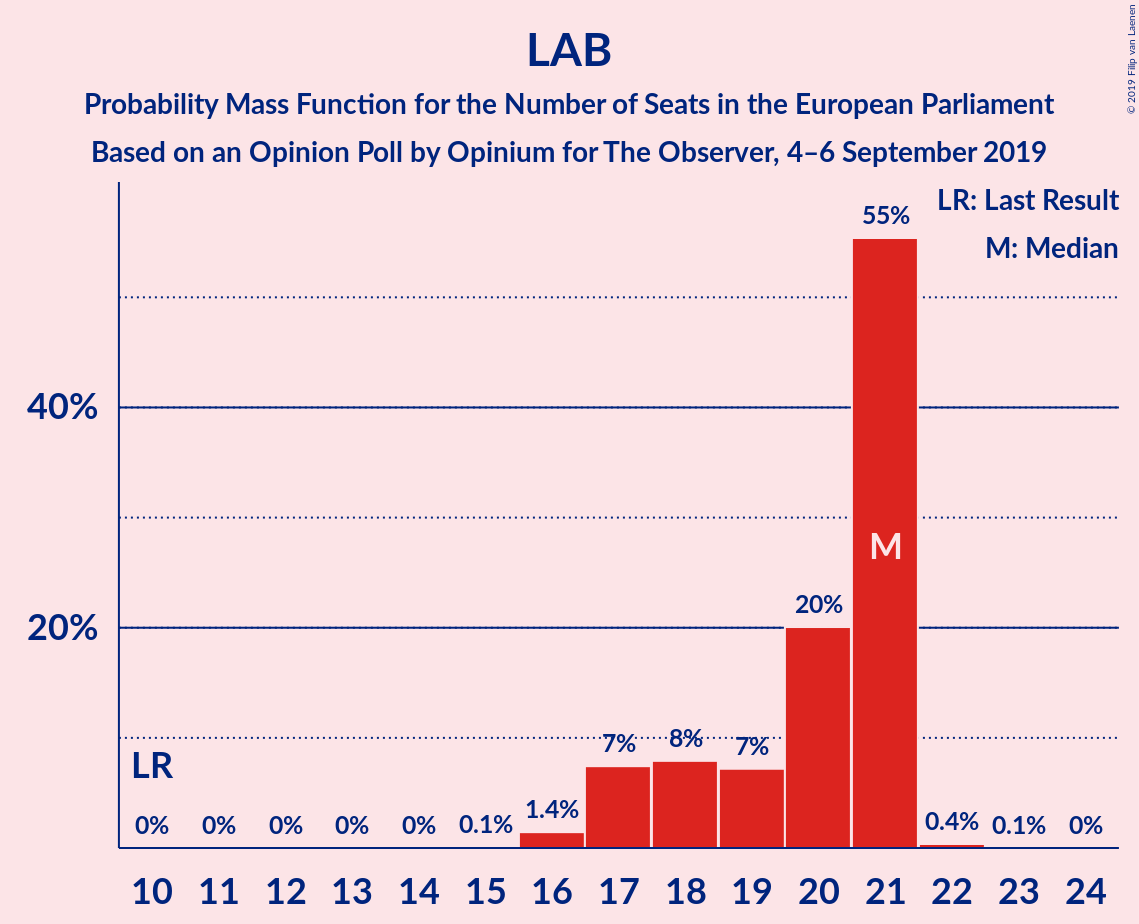 LAB
Probability Mass Function for the Number of Seats in the European Parliament
Based on an Opinion Poll by Opinium for The Observer, 4–6 September 2019
© 2019 Filip van Laenen
LR: Last Result
M: Median
55%
40%
M
20%
20%
7% 8% 7%
LR
0% 0% 0% 0% 0% 0.1% 1.4% 0.4% 0.1% 0%
10 11 12 13 14 15 16 17 18 19 20 21 22 23 24